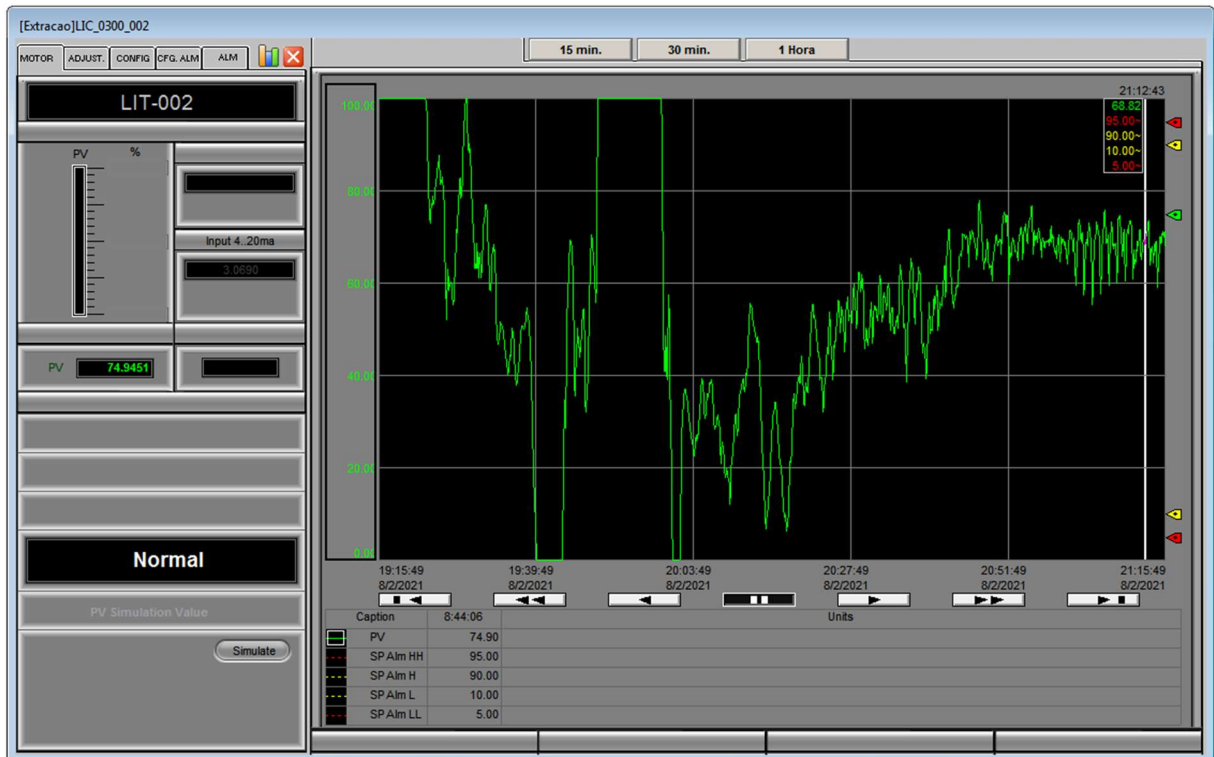 [Extracao]LIC_0300_002
MOTOR ADJUST. CONFIG CFG. ALM ALM
15 min. 30 min. 1 Hora
LIT-002
PV %
Input 4..20ma
3.0690
PV 74.9451
Normal
PV Simulation Value
Simulate
21:12:43
68.82
95.00~
90.00~
10.00~
5.00~
100.00
80.00
60.00
40.00
20.00
0.00
19:15:49 19:39:49 20:03:49 20:27:49 20:51:49 21:15:49
8/2/2021 8/2/2021 8/2/2021 8/2/2021 8/2/2021 8/2/2021
Caption 8:44:06 Units
PV 74.90
SP Alm HH 95.00
SP Alm H 90.00
SP Alm L 10.00
SP Alm LL 5.00